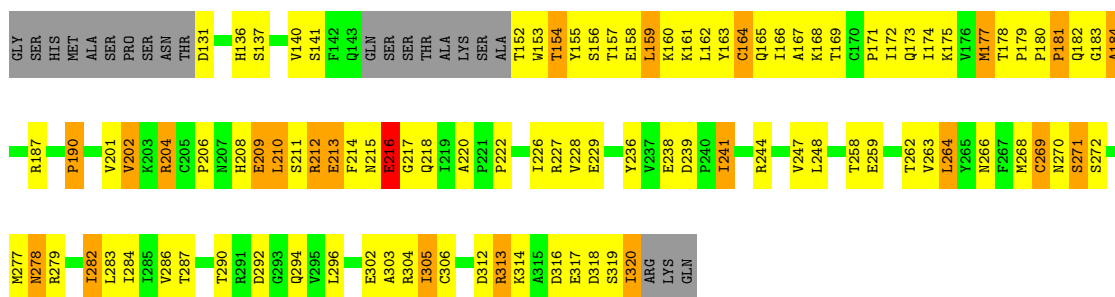 GLY SER HIS MET ALA SER PRO SER ASN THR D131 H136 S137 V140 S141 F142 Q143 GLN SER SER THR ALA LYS SER ALA T152 W153 T154 Y155 S156 T157 E158 L159 K160 K161 L162 Y163 C164 Q165 I166 A167 K168 T169 C170 P171 I172 Q173 I174 K175 V176 M177 T178 P179 P180 P181 Q182 G183 A184
R187 P190 V201 V202 K203 R204 C205 P206 N207 H208 E209 L210 S211 R212 E213 F214 N215 E216 G217 Q218 I219 A220 P221 P222 I226 R227 V228 E229 Y236 V237 E238 D239 P240 I241 R244 V247 L248 T258 E259 T262 V263 L264 Y265 N266 F267 M268 C269 N270 S271 S272
M277 N278 R279 I282 L283 I284 I285 V286 T287 T290 R291 D292 G293 Q294 V295 L296 E302 A303 R304 I305 C306 D312 R313 K314 A315 D316 E317 D318 S319 I320 ARG LYS GLN